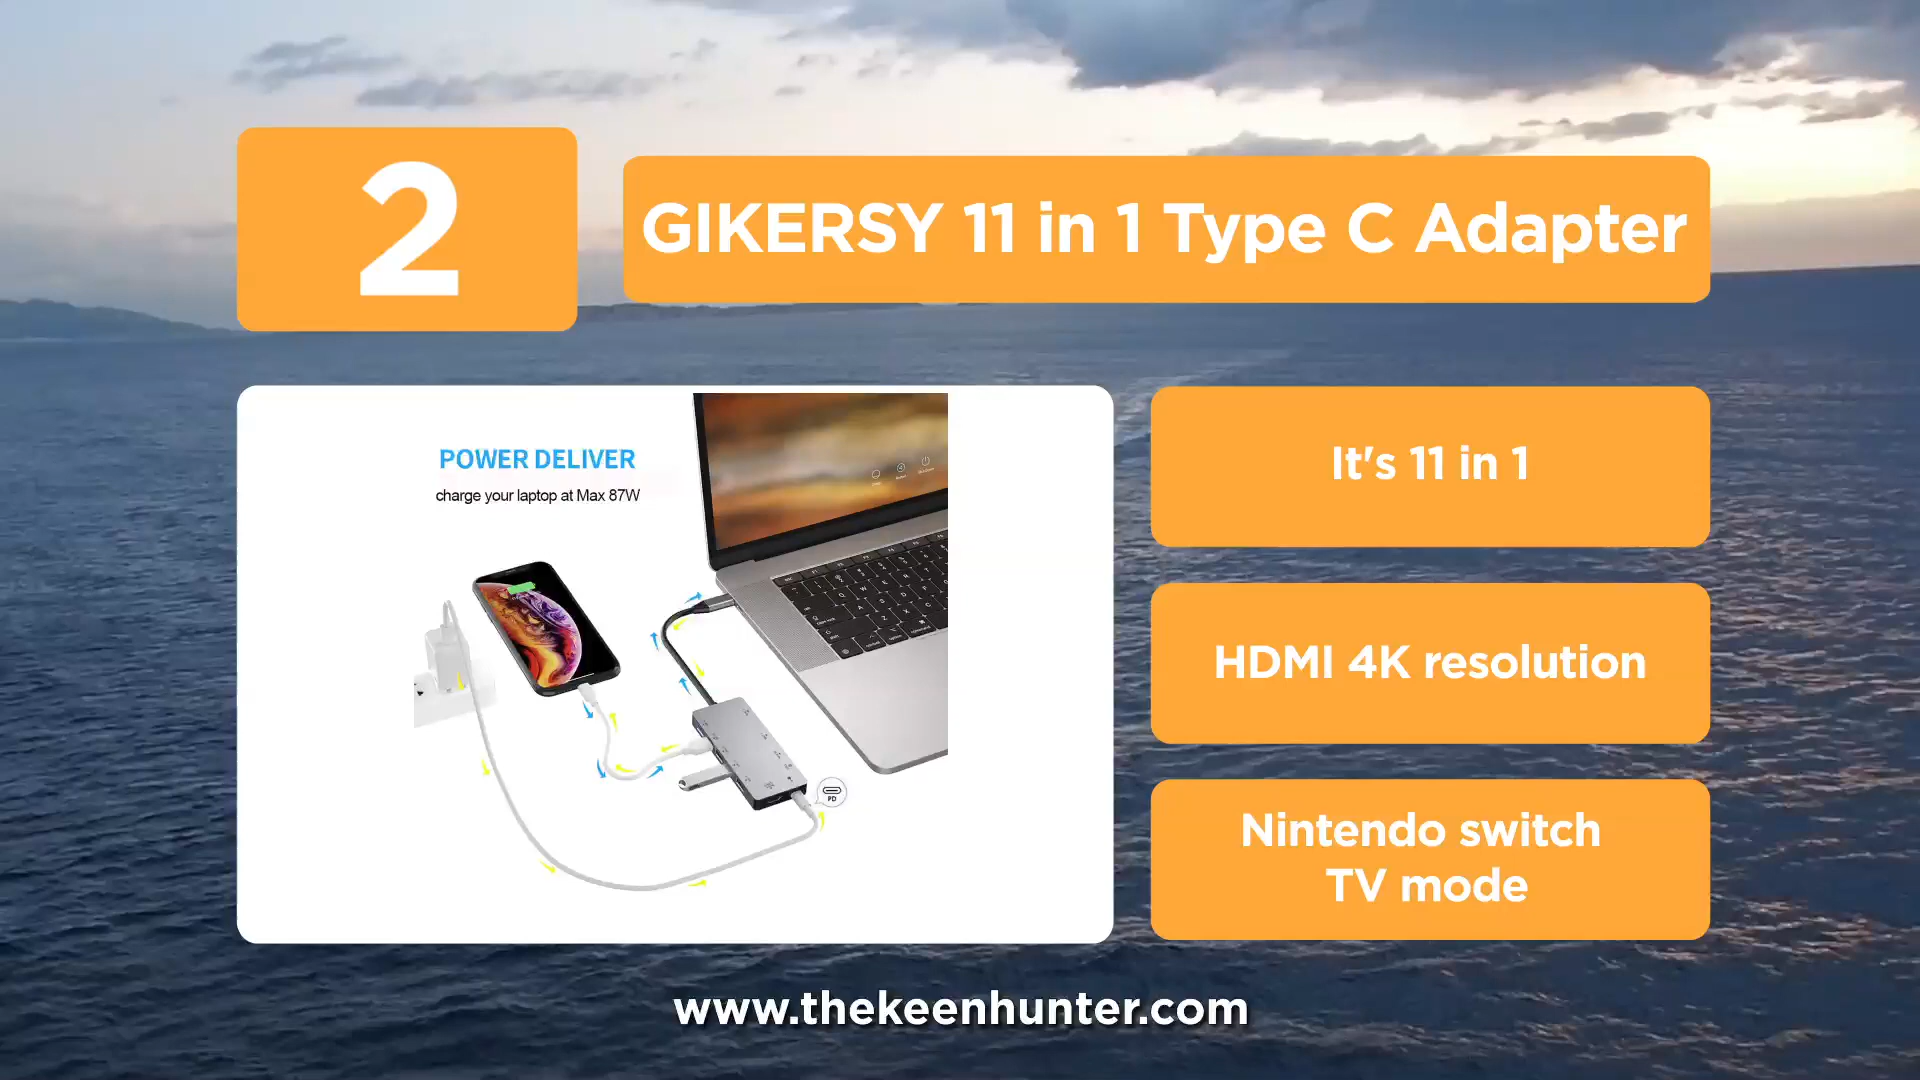 2
GIKERSY 11 in 1 Type C Adapter
POWER DELIVER
charge your laptop at Max 87W
PD
It's 11 in 1
HDMI 4K resolution
Nintendo switch
TV mode
www.thekeenhunter.com